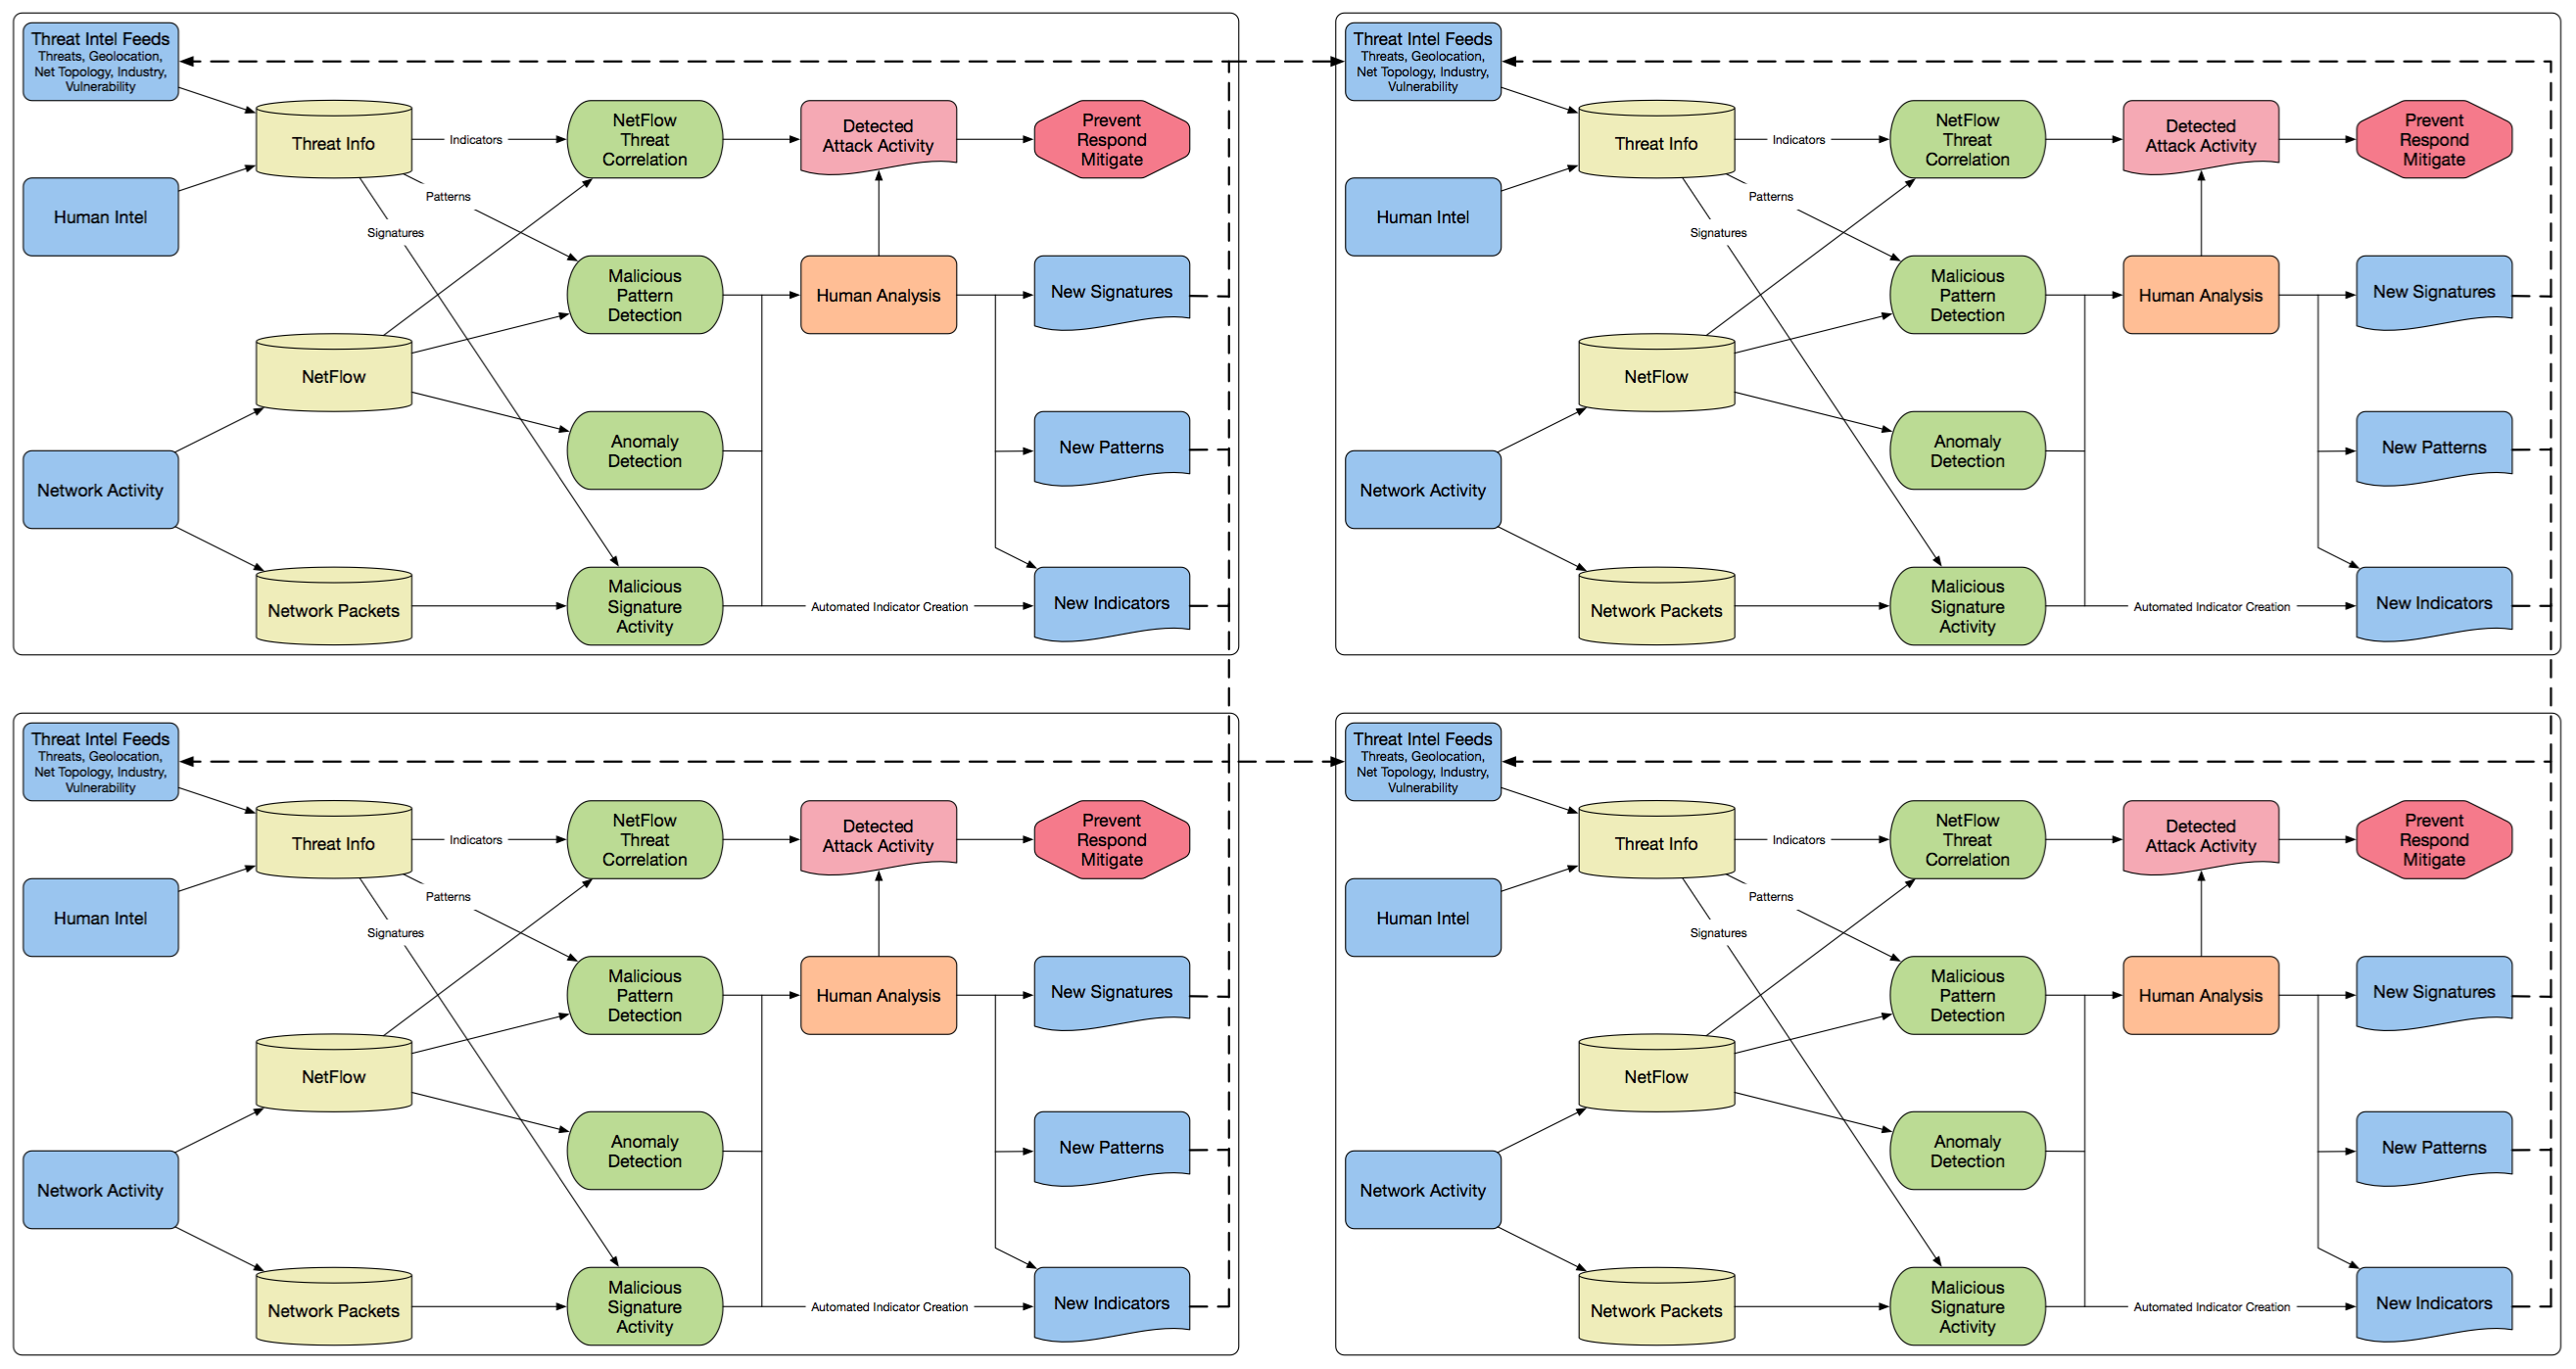 Threat Intel Feeds
Threats, Geolocation,
Net Topology, Industry,
Vulnerability
Threat Info
Indicators
NetFlow
Threat
Correlation
Detected
Attack Activity
Prevent
Respond
Mitigate
Human Intel
Patterns
Signatures
Malicious
Pattern
Detection
Human Analysis
New Signatures
NetFlow
Anomaly
Detection
New Patterns
Network Activity
Network Packets
Malicious
Signature
Activity
Automated Indicator Creation
New Indicators
Threat Intel Feeds
Threats, Geolocation,
Net Topology, Industry,
Vulnerability
Threat Info
Indicators
NetFlow
Threat
Correlation
Detected
Attack Activity
Prevent
Respond
Mitigate
Human Intel
Patterns
Signatures
Malicious
Pattern
Detection
Human Analysis
New Signatures
NetFlow
Anomaly
Detection
New Patterns
Network Activity
Network Packets
Malicious
Signature
Activity
Automated Indicator Creation
New Indicators
Threat Intel Feeds
Threats, Geolocation,
Net Topology, Industry,
Vulnerability
Threat Info
Indicators
NetFlow
Threat
Correlation
Detected
Attack Activity
Prevent
Respond
Mitigate
Human Intel
Patterns
Signatures
Malicious
Pattern
Detection
Human Analysis
New Signatures
NetFlow
Anomaly
Detection
New Patterns
Network Activity
Network Packets
Malicious
Signature
Activity
Automated Indicator Creation
New Indicators
Threat Intel Feeds
Threats, Geolocation,
Net Topology, Industry,
Vulnerability
Threat Info
Indicators
NetFlow
Threat
Correlation
Detected
Attack Activity
Prevent
Respond
Mitigate
Human Intel
Patterns
Signatures
Malicious
Pattern
Detection
Human Analysis
New Signatures
NetFlow
Anomaly
Detection
New Patterns
Network Activity
Network Packets
Malicious
Signature
Activity
Automated Indicator Creation
New Indicators